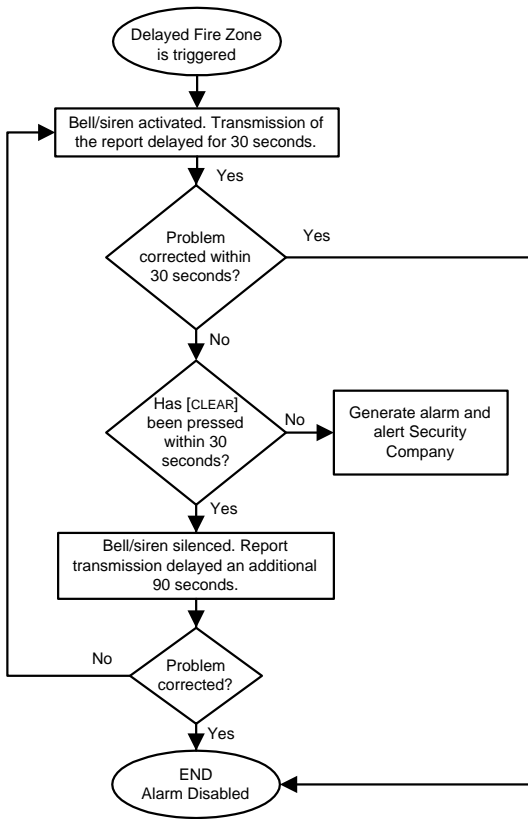 Delayed Fire Zone
is triggered
Bell/siren activated. Transmission of
the report delayed for 30 seconds.
Yes
Problem
corrected within
30 seconds?
Yes
No
Has [CLEAR]
been pressed
within 30
seconds?
No
Generate alarm and
alert Security
Company
Yes
Bell/siren silenced. Report
transmission delayed an additional
90 seconds.
No
Problem
corrected?
Yes
END
Alarm Disabled